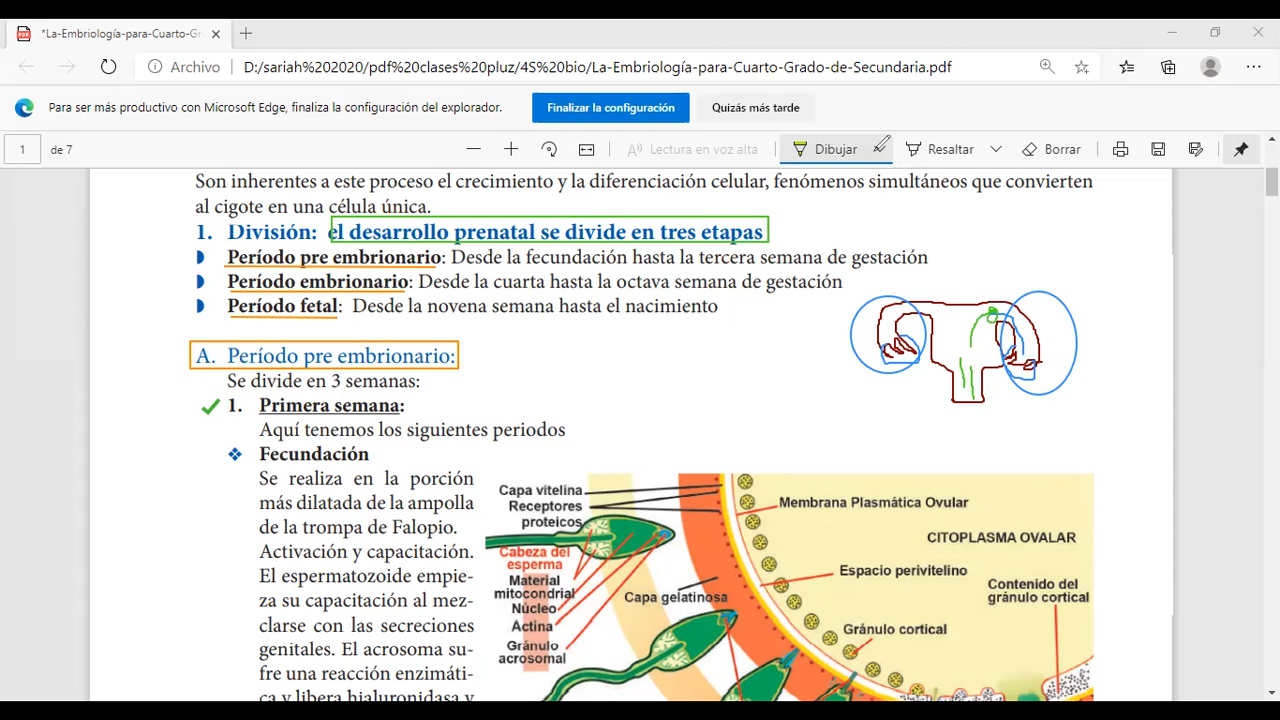 *La-Embriología-para-Cuarto-Gr
Archivo D:/sariah%202020/pdf%20clases%20pluz/4S%20bio/La-Embriología-para-Cuarto-Grado-de-Secundaria.pdf
Para ser más productivo con Microsoft Edge, finaliza la configuración del explorador. Finalizar la configuración Quizás más tarde
1 de 7 Lectura en voz alta Dibujar Resaltar Borrar
Son inherentes a este proceso el crecimiento y la diferenciación celular, fenómenos simultáneos que convierten
al cigote en una célula única.
1. División: el desarrollo prenatal se divide en tres etapas
Período pre embrionario: Desde la fecundación hasta la tercera semana de gestación
Período embrionario: Desde la cuarta hasta la octava semana de gestación
Período fetal: Desde la novena semana hasta el nacimiento
A. Período pre embrionario:
Se divide en 3 semanas:
1. Primera semana:
Aquí tenemos los siguientes periodos
Fecundación
Se realiza en la porción
más dilatada de la ampolla
de la trompa de Falopio.
Activación y capacitación.
El espermatozoide empie-
za su capacitación al mez-
clarse con las secreciones
genitales. El acrosoma su-
fre una reacción enzimáti-
ca y libera hialuronidasa y
Capa vitelina
Receptores
proteicos
Cabeza del
esperma
Material
mitocondrial
Núcleo
Actina
Gránulo
acrosomal
Capa gelatinosa
Membrana Plasmática Ovular
CITOPLASMA OVALAR
Espacio perivitelino
Contenido del
gránulo cortical
Gránulo cortical